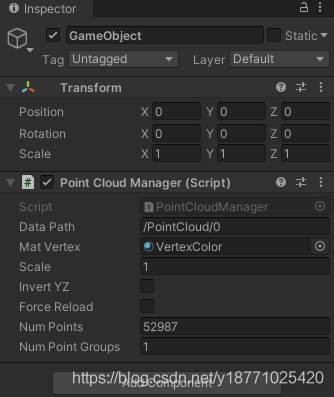 Inspector
GameObject
Static
Tag Untagged Layer Default
Transform
Position X 0 Y 0 Z 0
Rotation X 0 Y 0 Z 0
Scale X 1 Y 1 Z 1
Point Cloud Manager (Script)
Script PointCloudManager
Data Path /PointCloud/0
Mat Vertex VertexColor
Scale 1
Invert YZ
Force Reload
Num Points 52987
Num Point Groups 1
Add Component
https://blog.csdn.net/y18771025420